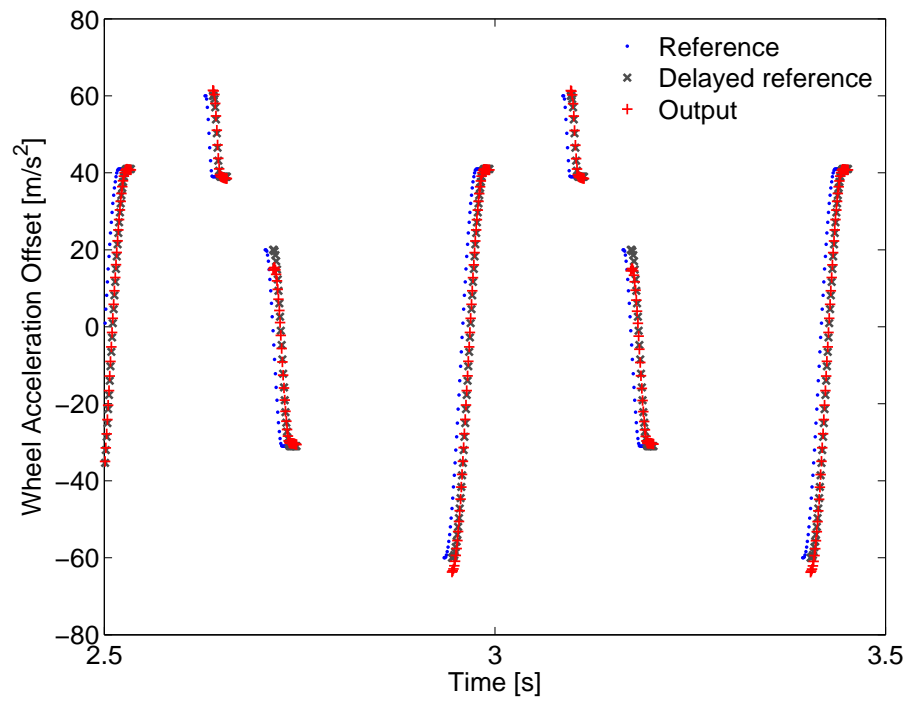 80
60
40
20
0
−20
−40
−60
−80
2.5
3
3.5
Wheel Acceleration Offset [m/s²]
Time [s]
Reference
Delayed reference
Output